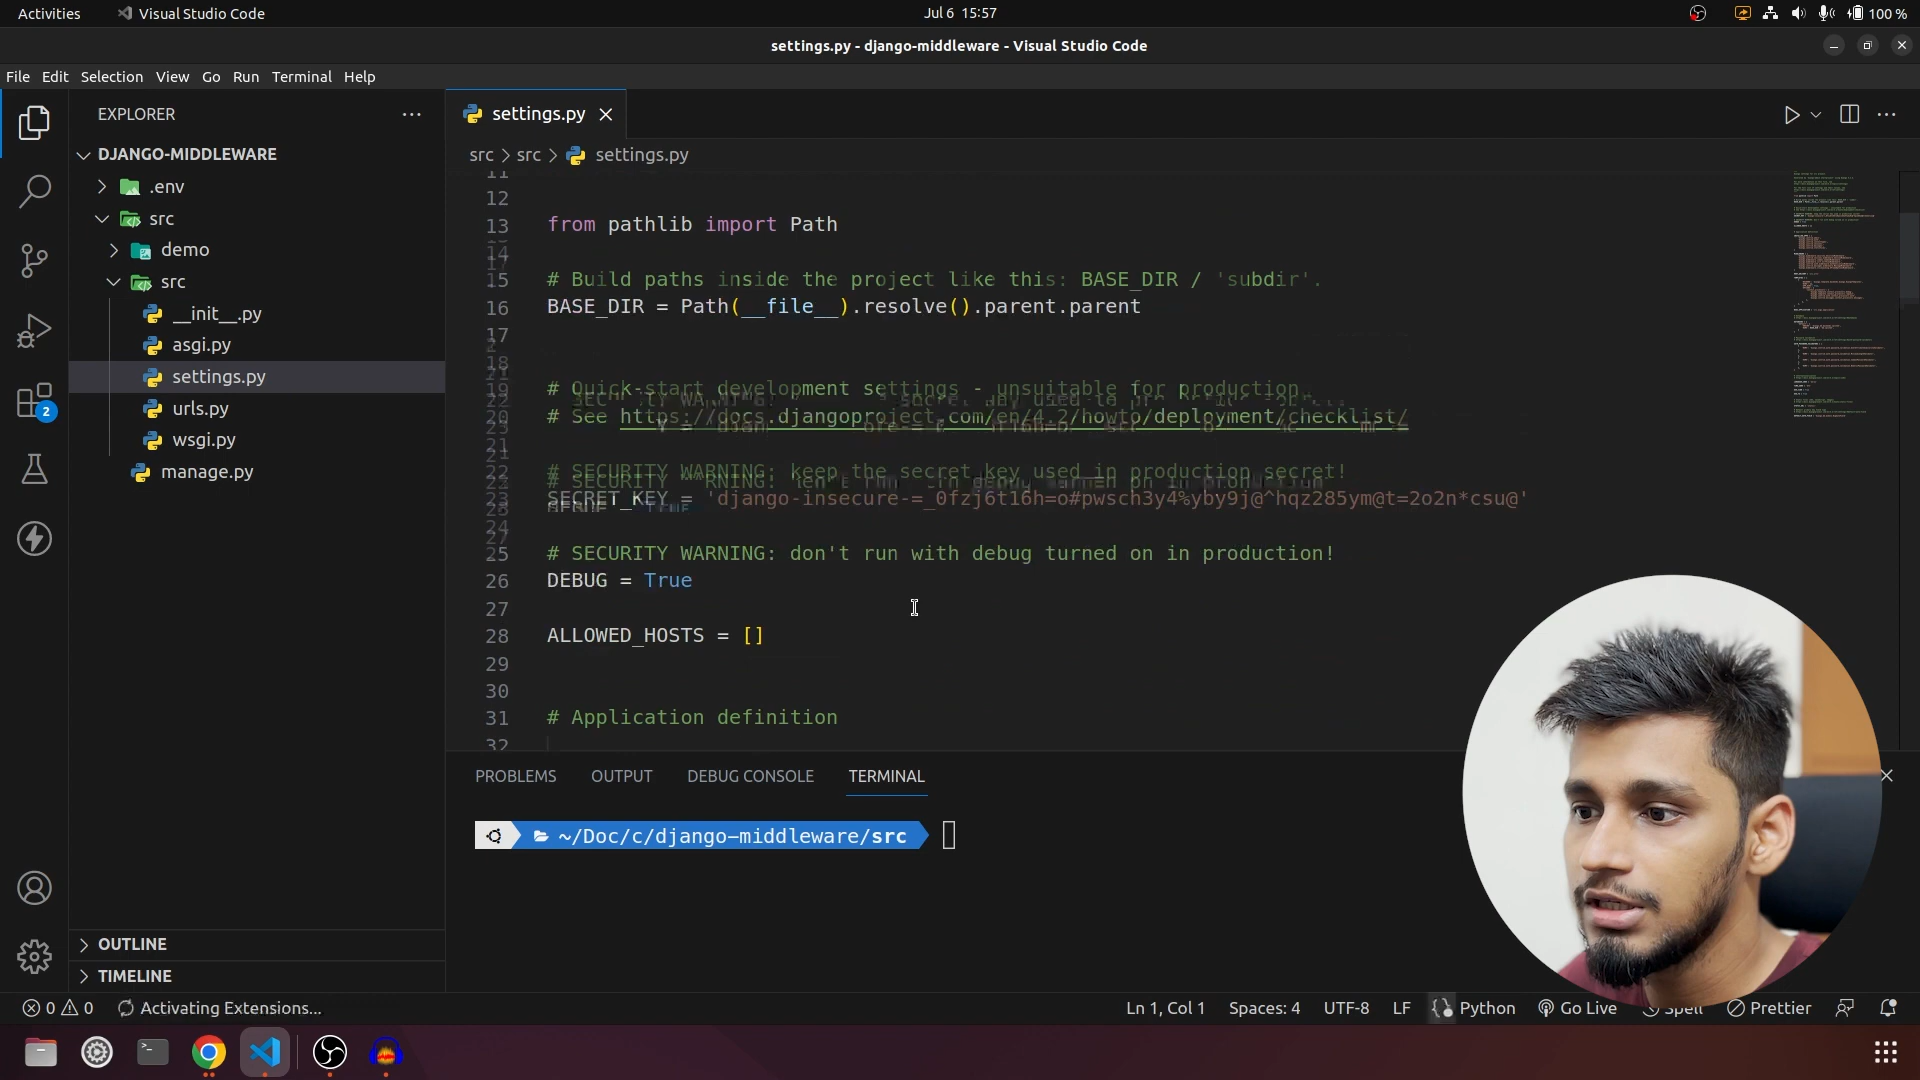 Activities
Visual Studio Code
Jul 6 15:57
100 %
settings.py - django-middleware - Visual Studio Code
File Edit Selection View Go Run Terminal Help
EXPLORER
DJANGO-MIDDLEWARE
.env
src
demo
src
__init__.py
asgi.py
settings.py
urls.py
wsgi.py
manage.py
OUTLINE
TIMELINE
2
settings.py
src > src > settings.py
11
12
13 from pathlib import Path
14
15 # Build paths inside the project like this: BASE_DIR / 'subdir'.
16 BASE_DIR = Path(__file__).resolve().parent.parent
17
18
19 # Quick-start development settings - unsuitable for production.
20 # See https://docs.djangoproject.com/en/4.2/howto/deployment/checklist/
21
22 # SECURITY WARNING: keep the secret key used in production secret!
23 SECRET_KEY = 'django-insecure-=_0fzj6t16h=o#pwsch3y4%yby9j@^hqz285ym@t=2o2n*csu@'
24
25 # SECURITY WARNING: don't run with debug turned on in production!
26 DEBUG = True
27
28 ALLOWED_HOSTS = []
29
30
31 # Application definition
32
PROBLEMS OUTPUT DEBUG CONSOLE TERMINAL
~/Doc/c/django-middleware/src
0 0 Activating Extensions...
Ln 1, Col 1 Spaces: 4 UTF-8 LF Python Go Live Spell Prettier